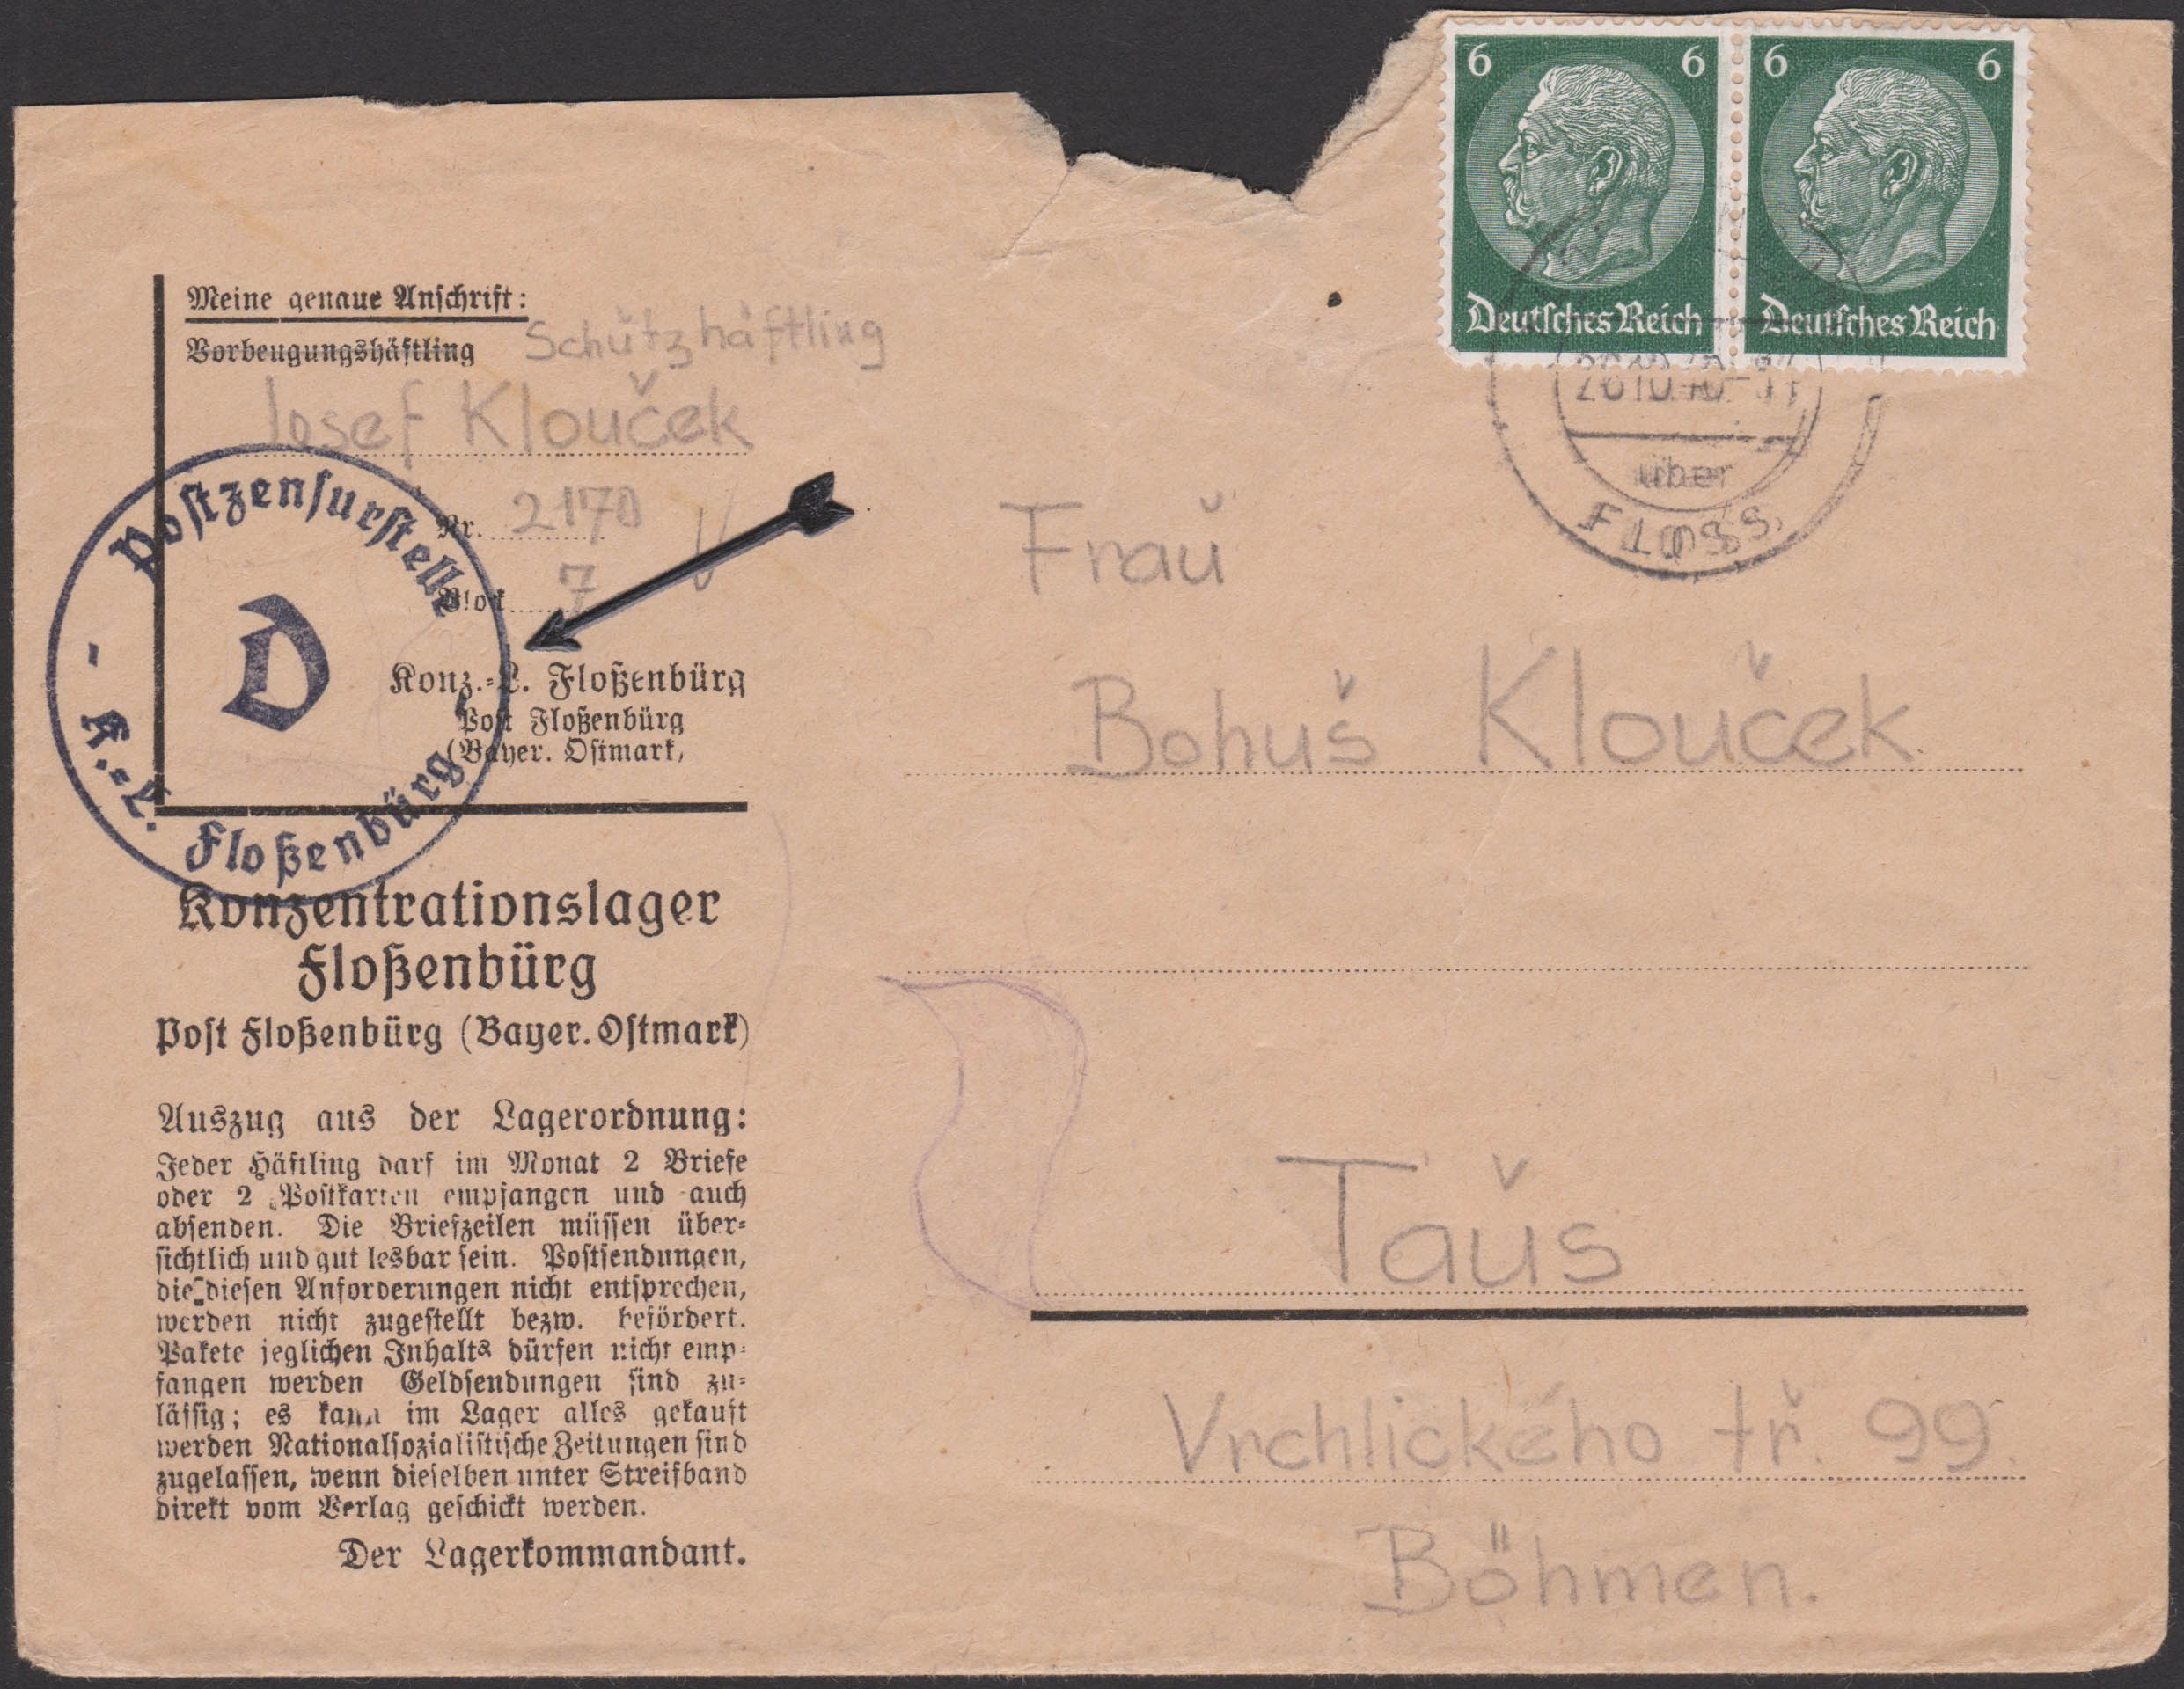 6 6 6 6
Deutsches Reich Deutsches Reich
über
FLOSS
Meine genaue Anschrift:
Vorbeugungshäftling Schutzhäftling
Josef Klouček
Nr. 2170
Block 7
Konz.-L. Floßenbürg
Post Floßenbürg
(Bayer. Ostmark,
Postzensurstelle
D
K.-L. Floßenbürg
Konzentrationslager
Floßenbürg
Post Floßenbürg (Bayer. Ostmark)
Auszug aus der Lagerordnung:
Jeder Häftling darf im Monat 2 Briefe
oder 2 Postkarten empfangen und auch
absenden. Die Briefzeilen müssen über-
sichtlich und gut lesbar sein. Postsendungen,
die diesen Anforderungen nicht entsprechen,
werden nicht zugestellt bezw. befördert.
Pakete jeglichen Inhalts dürfen nicht emp-
fangen werden Geldsendungen sind zu-
lässig; es kann im Lager alles gekauft
werden Nationalsozialistische Zeitungen sind
zugelassen, wenn dieselben unter Streifband
direkt vom Verlag geschickt werden.
Der Lagerkommandant.
Frau
Bohuš Klouček
Taus
Vrchlického tř. 99.
Böhmen.